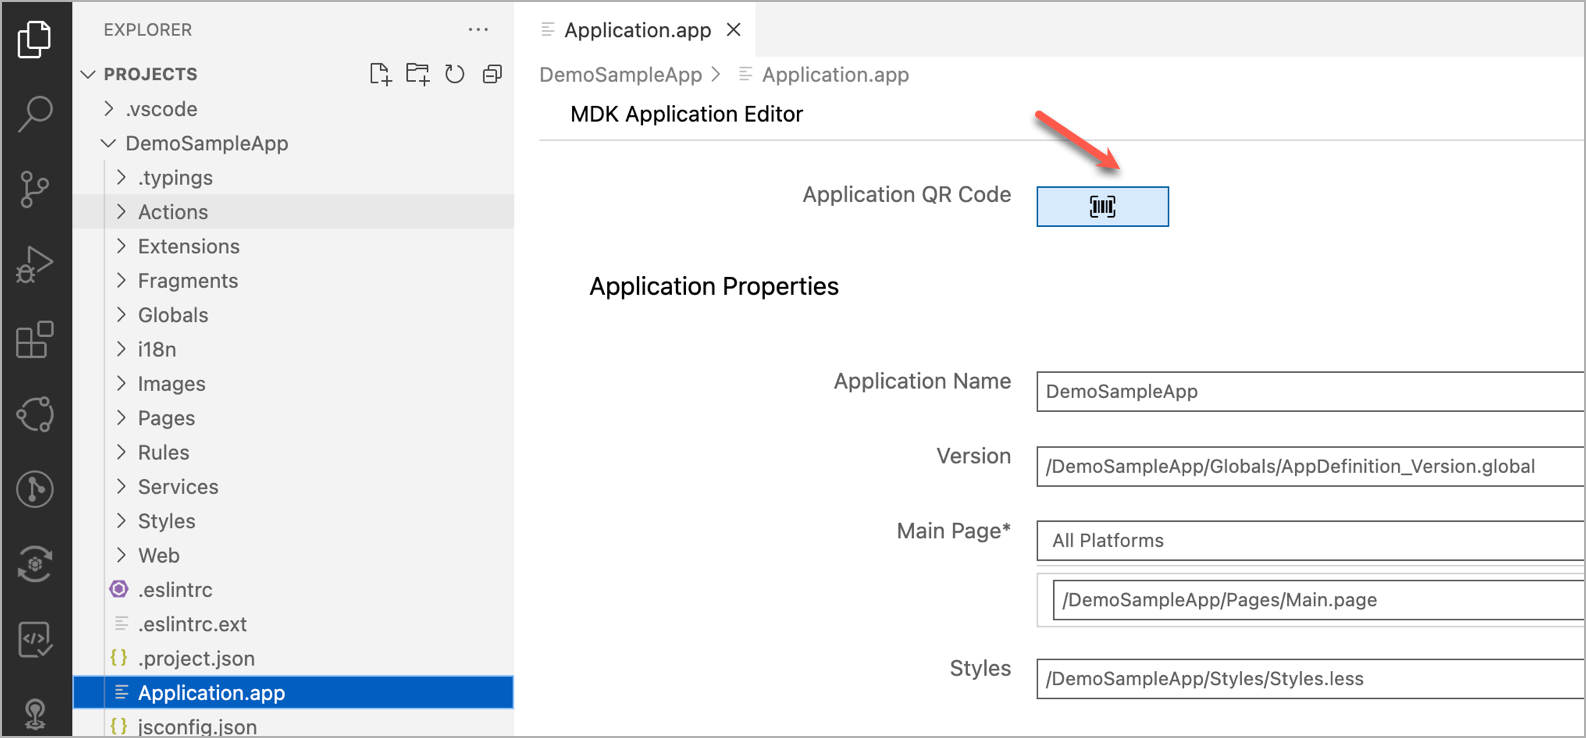 EXPLORER
PROJECTS
.vscode
DemoSampleApp
.typings
Actions
Extensions
Fragments
Globals
i18n
Images
Pages
Rules
Services
Styles
Web
.eslintrc
.eslintrc.ext
{} .project.json
Application.app
{} jsconfig.json
Application.app
DemoSampleApp > Application.app
MDK Application Editor
Application QR Code
Application Properties
Application Name DemoSampleApp
Version /DemoSampleApp/Globals/AppDefinition_Version.global
Main Page* All Platforms
/DemoSampleApp/Pages/Main.page
Styles /DemoSampleApp/Styles/Styles.less